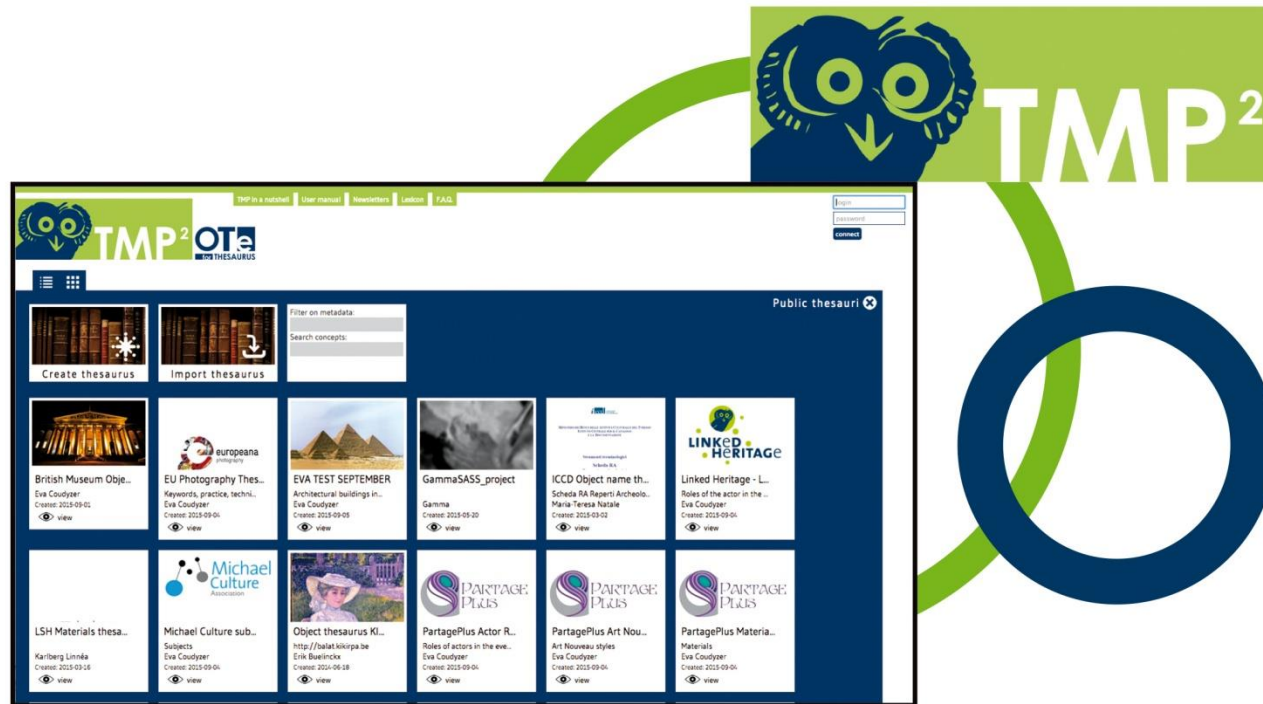 TMP²
TMP in a nutshell
User manual
Newsletters
Lexicon
F.A.Q.
login
password
connect
TMP² OTe
for THESAURUS
Public thesauri
Create thesaurus
Import thesaurus
Filter on metadata:
Search concepts:
British Museum Obje...
Eva Coudyzer
Created: 2015-09-01
view
europeana
photography
EU Photography Thes...
Keywords, practice, techni...
Eva Coudyzer
Created: 2015-09-04
view
EVA TEST SEPTEMBER
Architectural buildings in...
Eva Coudyzer
Created: 2015-09-05
view
GammaSASS_project
Gamma
Created: 2015-05-20
view
Scheda RA
ICCD Object name th...
Scheda RA Reperti Archeolo...
Maria-Teresa Natale
Created: 2015-03-02
view
LINKED
HERITAGE
Linked Heritage - L...
Roles of the actor in the ...
Eva Coudyzer
Created: 2015-09-04
view
LSH Materials thesa...
Karlberg Linnéa
Created: 2015-03-16
view
Michael
Culture
Association
Michael Culture sub...
Subjects
Eva Coudyzer
Created: 2015-09-04
view
Object thesaurus KI...
http://balat.kikirpa.be
Erik Buelinckx
Created: 2014-06-18
view
PARTAGE
PLUS
PartagePlus Actor R...
Roles of actors in the eve...
Eva Coudyzer
Created: 2015-09-04
view
PARTAGE
PLUS
PartagePlus Art Nou...
Art Nouveau styles
Eva Coudyzer
Created: 2015-09-04
view
PARTAGE
PLUS
PartagePlus Materia...
Materials
Eva Coudyzer
Created: 2015-09-04
view